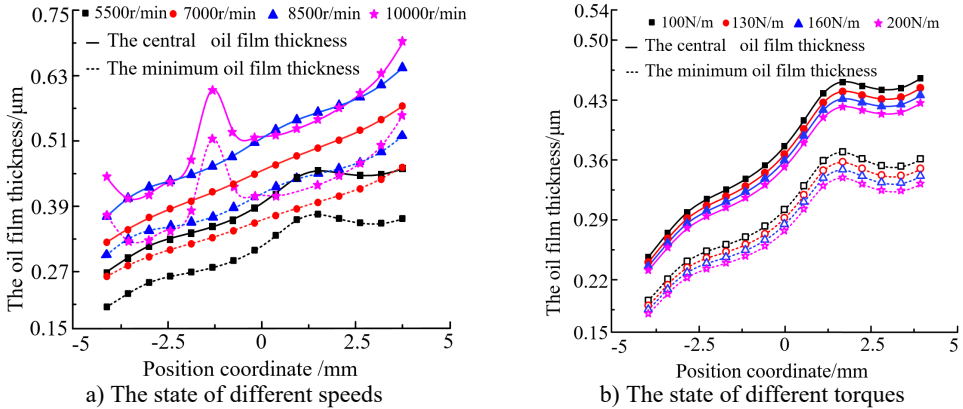 0.75
5500r/min 7000r/min 8500r/min 10000r/min
The central oil film thickness
The minimum oil film thickness
0.63
0.51
0.39
0.27
0.15
The oil film thickness/μm
-5 -2.5 0 2.5 5
Position coordinate /mm
a) The state of different speeds
0.54
100N/m 130N/m 160N/m 200N/m
0.50
The central oil film thickness
The minimum oil film thickness
0.43
0.36
0.29
0.22
0.15
The oil film thickness/μm
-5 -2.5 0 2.5 5
Position coordinate/mm
b) The state of different torques